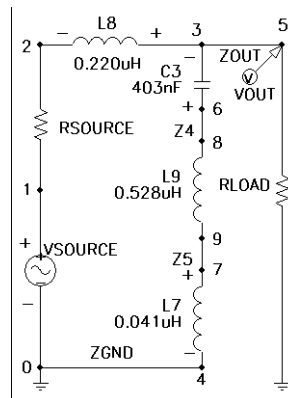 L8
2
−
+
3
5
0.220uH
−
C3
403nF
ZOUT
V
VOUT
+
6
RSOURCE
Z4
8
1
L9
0.528uH
RLOAD
+
+
VSOURCE
9
Z5
+
7
−
L7
0.041uH
ZGND
−
0
4